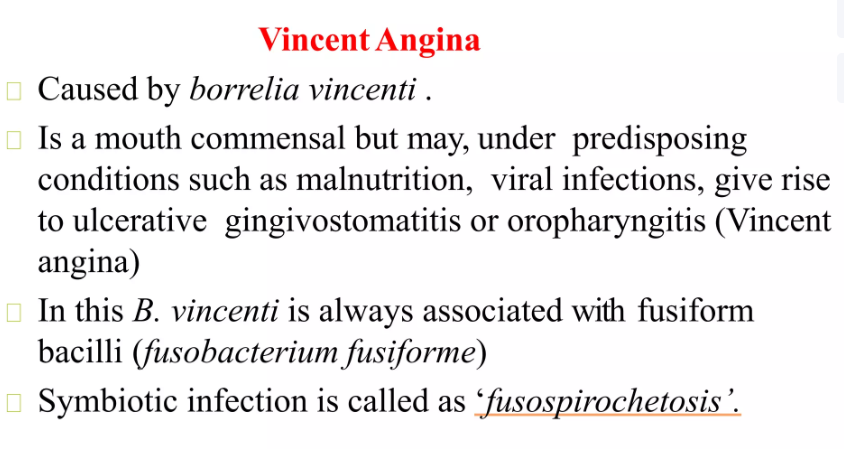 Vincent Angina
Caused by borrelia vincenti .
Is a mouth commensal but may, under predisposing
conditions such as malnutrition, viral infections, give rise
to ulcerative gingivostomatitis or oropharyngitis (Vincent
angina)
In this B. vincenti is always associated with fusiform
bacilli (fusobacterium fusiforme)
Symbiotic infection is called as ‘fusospirochetosis’.